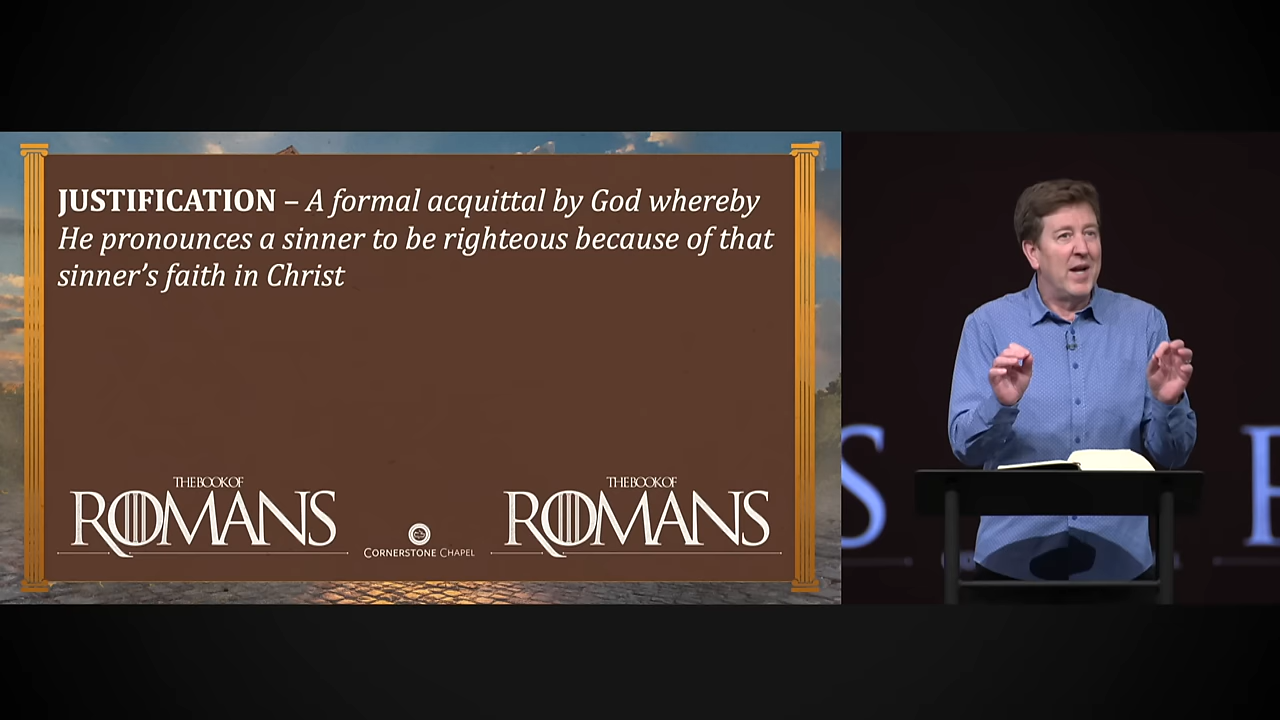 JUSTIFICATION – A formal acquittal by God whereby
He pronounces a sinner to be righteous because of that
sinner’s faith in Christ
THE BOOK OF
ROMANS
CORNERSTONE CHAPEL
THE BOOK OF
ROMANS
S
R